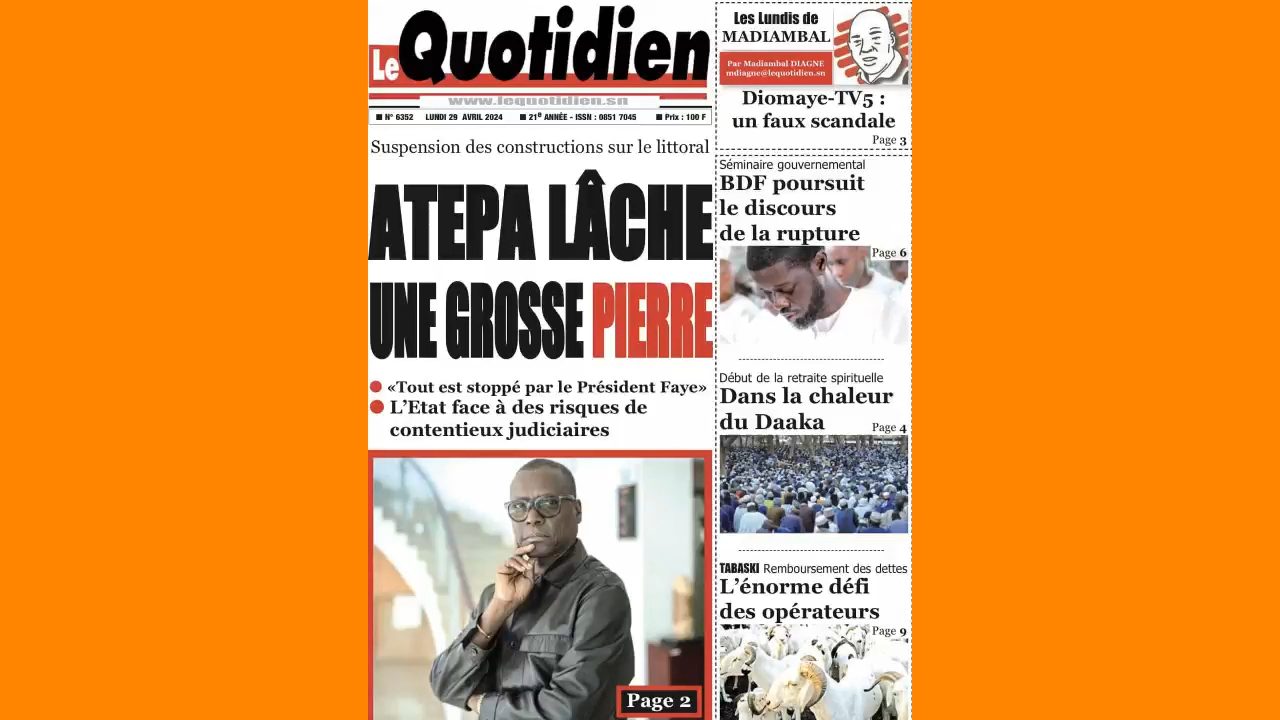 Le Quotidien
www.lequotidien.sn
N° 6352 LUNDI 29 AVRIL 2024 21e ANNÉE - ISSN : 0851 7045 Prix : 100 F
Suspension des constructions sur le littoral
ATEPA LÂCHE
UNE GROSSE PIERRE
«Tout est stoppé par le Président Faye»
L'Etat face à des risques de
contentieux judiciaires
Page 2
Les Lundis de
MADIAMBAL
Par Madiambal DIAGNE
mdiagne@lequotidien.sn
Diomaye-TV5 :
un faux scandale
Page 3
Séminaire gouvernemental
BDF poursuit
le discours
de la rupture
Page 6
Début de la retraite spirituelle
Dans la chaleur
du Daaka
Page 4
TABASKI Remboursement des dettes
L'énorme défi
des opérateurs
Page 9